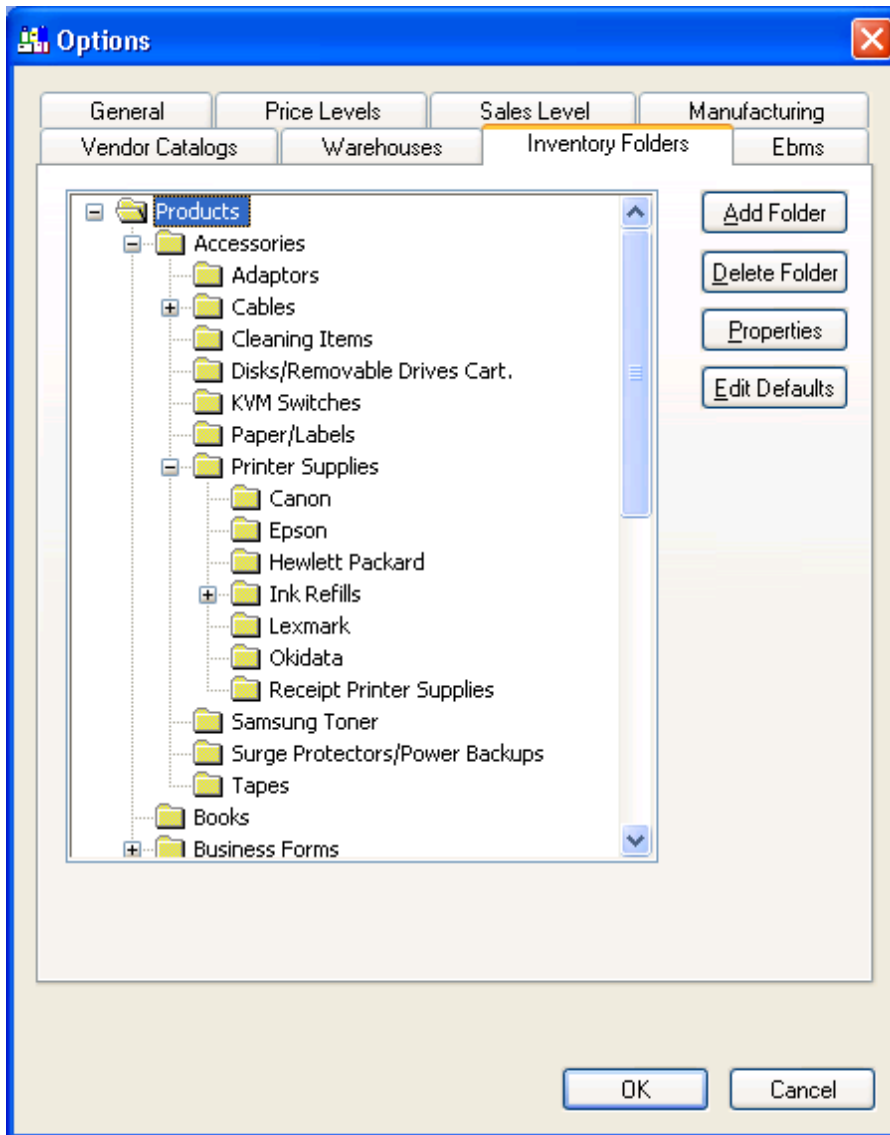 Options
General Price Levels Sales Level Manufacturing
Vendor Catalogs Warehouses Inventory Folders Ebms
Products
Add Folder
Accessories
Adaptors
Delete Folder
Cables
Cleaning Items
Properties
Disks/Removable Drives Cart.
Edit Defaults
KVM Switches
Paper/Labels
Printer Supplies
Canon
Epson
Hewlett Packard
Ink Refills
Lexmark
Okidata
Receipt Printer Supplies
Samsung Toner
Surge Protectors/Power Backups
Tapes
Books
Business Forms
OK Cancel